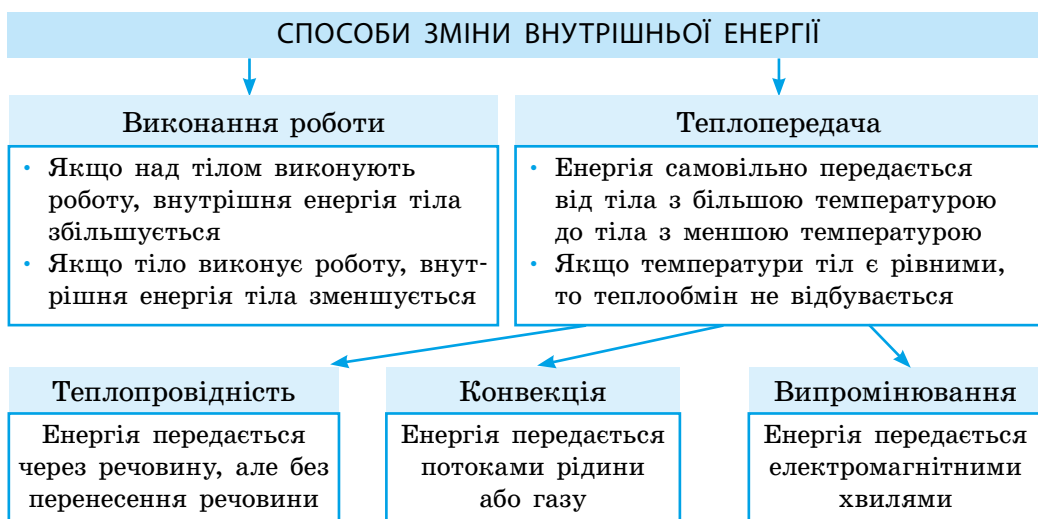 СПОСОБИ ЗМІНИ ВНУТРІШНЬОЇ ЕНЕРГІЇ
Виконання роботи
• Якщо над тілом виконують
роботу, внутрішня енергія тіла
збільшується
• Якщо тіло виконує роботу, внут-
рішня енергія тіла зменшується
Теплопередача
• Енергія самовільно передається
від тіла з більшою температурою
до тіла з меншою температурою
• Якщо температури тіл є рівними,
то теплообмін не відбувається
Теплопровідність
Енергія передається
через речовину, але без
перенесення речовини
Конвекція
Енергія передається
потоками рідини
або газу
Випромінювання
Енергія передається
електромагнітними
хвилями